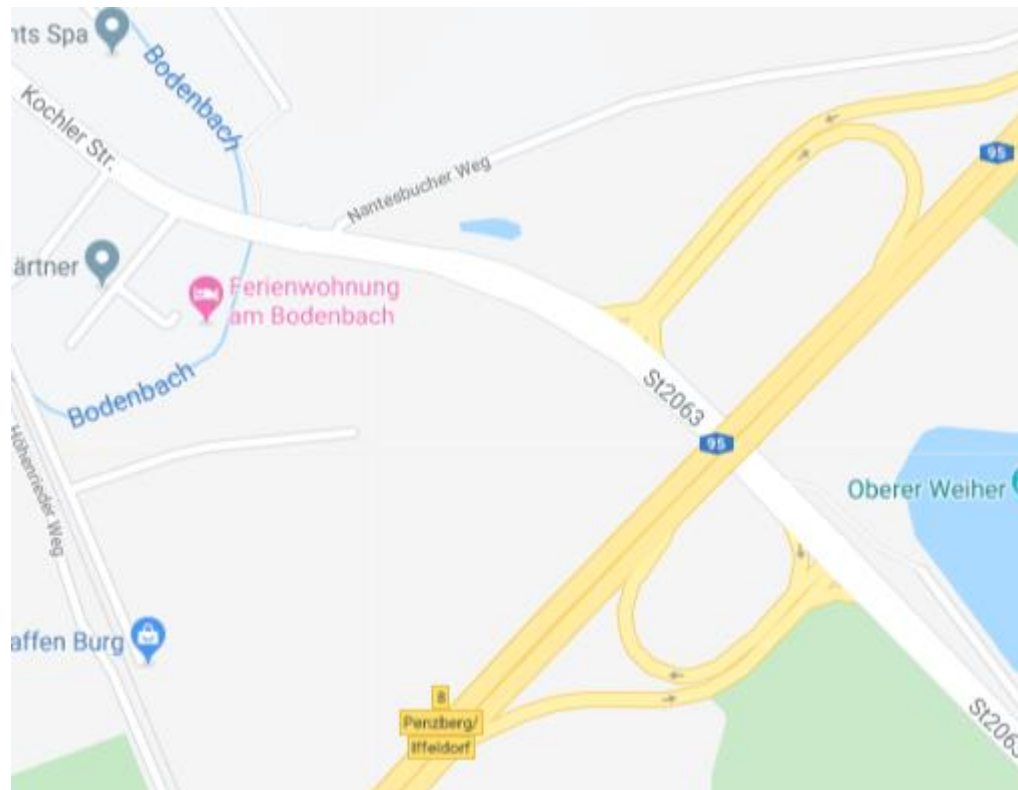 nts Spa
Bodenbach
Kochler Str.
Nantesbucher Weg
95
ärtner
Ferienwohnung
am Bodenbach
Bodenbach
St2063
95
Oberer Weiher
Höhenrieder Weg
affen Burg
8
Penzberg/
Iffeldorf
St2063